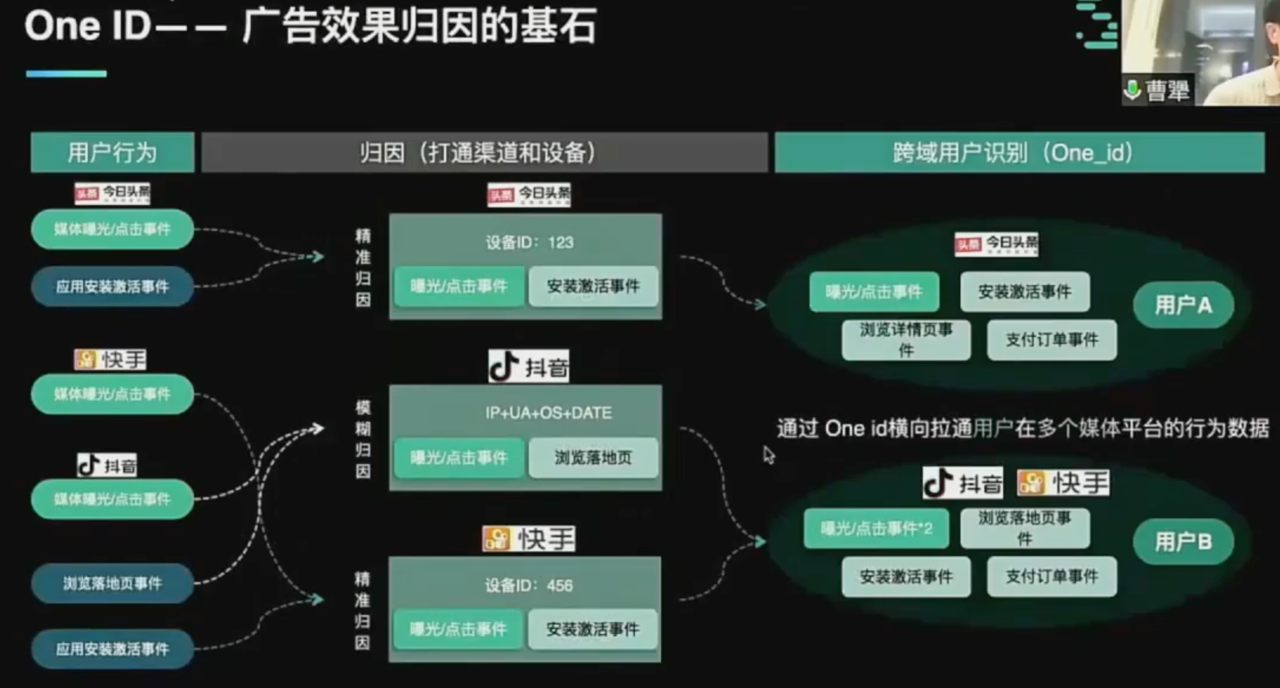 One ID—— 广告效果归因的基石
曹犟
用户行为
归因（打通渠道和设备）
跨域用户识别（One_id）
头条 今日头条
媒体曝光/点击事件
应用安装激活事件
快手
媒体曝光/点击事件
抖音
媒体曝光/点击事件
浏览落地页事件
应用安装激活事件
精准归因
头条 今日头条
设备ID：123
曝光/点击事件
安装激活事件
模糊归因
抖音
IP+UA+OS+DATE
曝光/点击事件
浏览落地页
精准归因
快手
设备ID：456
曝光/点击事件
安装激活事件
头条 今日头条
曝光/点击事件
安装激活事件
浏览详情页事
件
支付订单事件
用户A
通过 One id横向拉通用户在多个媒体平台的行为数据
抖音
快手
曝光/点击事件*2
浏览落地页事
件
安装激活事件
支付订单事件
用户B